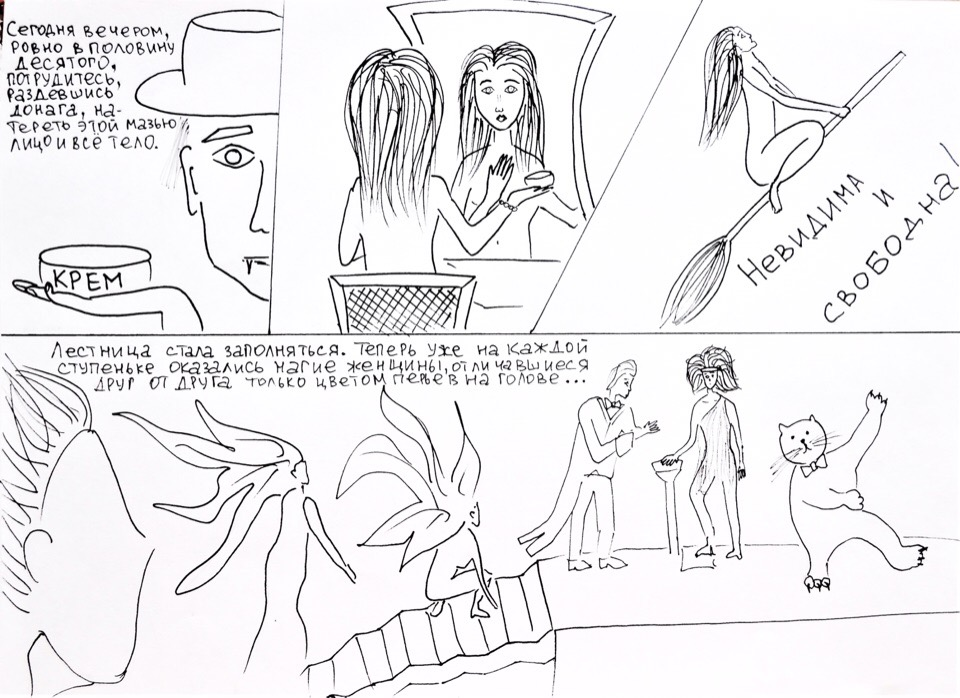 Сегодня вечером,
ровно в половину
десятого,
потрудитесь,
раздевшись
донага, на-
тереть этой мазью
лицо и всё тело.
КРЕМ
Невидима
и
свободна!
Лестница стала заполняться. Теперь уже на каждой
ступеньке оказались нагие женщины, отличавшиеся
друг от друга только цветом перьев на голове...